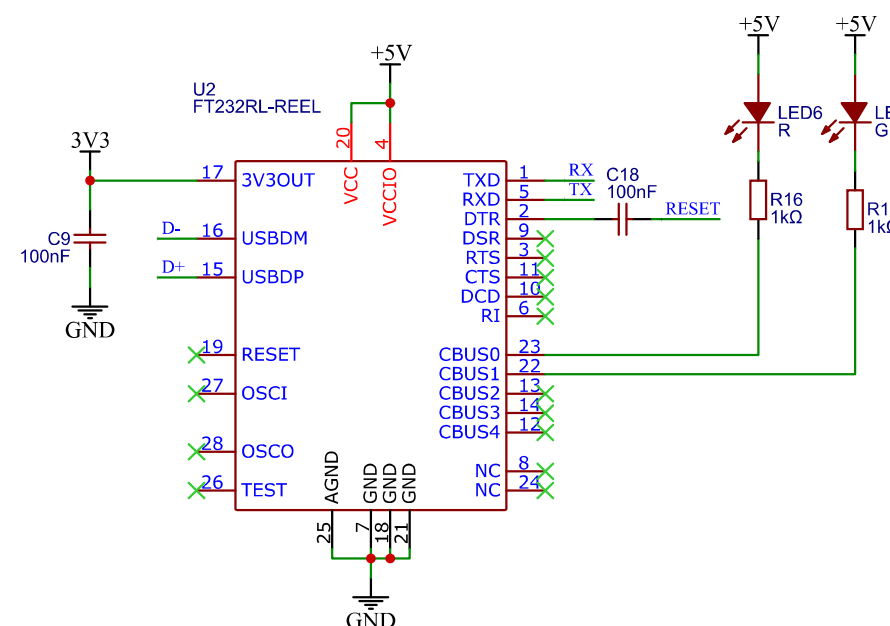 +5V
+5V
+5V
U2
FT232RL-REEL
3V3
LED6
R
LE
G
20
4
VCC
VCCIO
17
3V3OUT
TXD
1
RX
C18
100nF
RXD
5
TX
DTR
2
RESET
R16
1kΩ
R1
1kΩ
D-
16
USBDM
DSR
9
C9
100nF
RTS
3
D+
15
USBDP
CTS
11
DCD
10
RI
6
GND
19
RESET
CBUS0
23
CBUS1
22
27
OSCI
CBUS2
13
CBUS3
14
CBUS4
12
28
OSCO
NC
8
26
TEST
NC
24
AGND
GND
GND
GND
25
7
18
21
GND